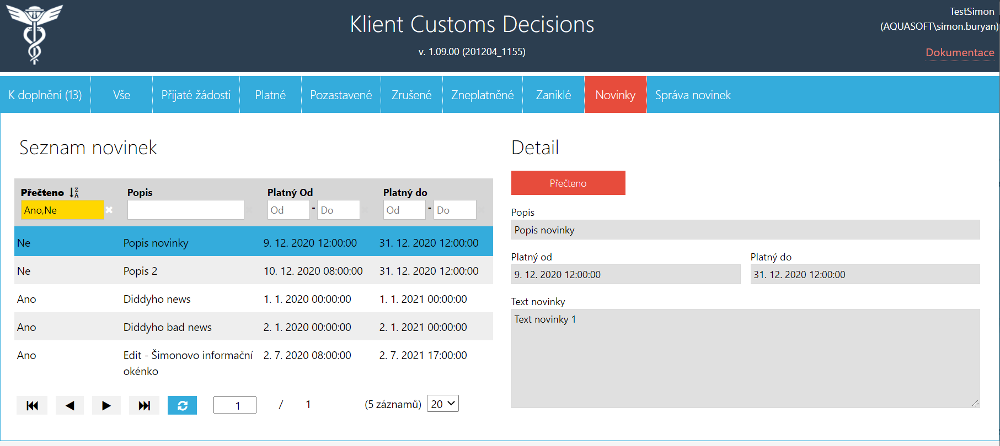 Klient Customs Decisions
v. 1.09.00 (201204_1155)
TestSimon
(AQUASOFT\simon.buryan)
Dokumentace
K doplnění (13) Vše Přijaté žádosti Platné Pozastavené Zrušené Zneplatněné Zaniklé Novinky Správa novinek
Seznam novinek
Přečteno Z A Popis Platný Od Platný do
Ano,Ne Od - Do Od - Do
Ne Popis novinky 9. 12. 2020 12:00:00 31. 12. 2020 12:00:00
Ne Popis 2 10. 12. 2020 08:00:00 31. 12. 2020 12:00:00
Ano Diddyho news 1. 1. 2020 00:00:00 1. 1. 2021 00:00:00
Ano Diddyho bad news 2. 1. 2020 00:00:00 2. 1. 2021 00:00:00
Ano Edit - Šimonovo informační 2. 7. 2020 08:00:00 2. 7. 2021 17:00:00
okénko
1 / 1 (5 záznamů) 20
Detail
Přečteno
Popis
Popis novinky
Platný od Platný do
9. 12. 2020 12:00:00 31. 12. 2020 12:00:00
Text novinky
Text novinky 1